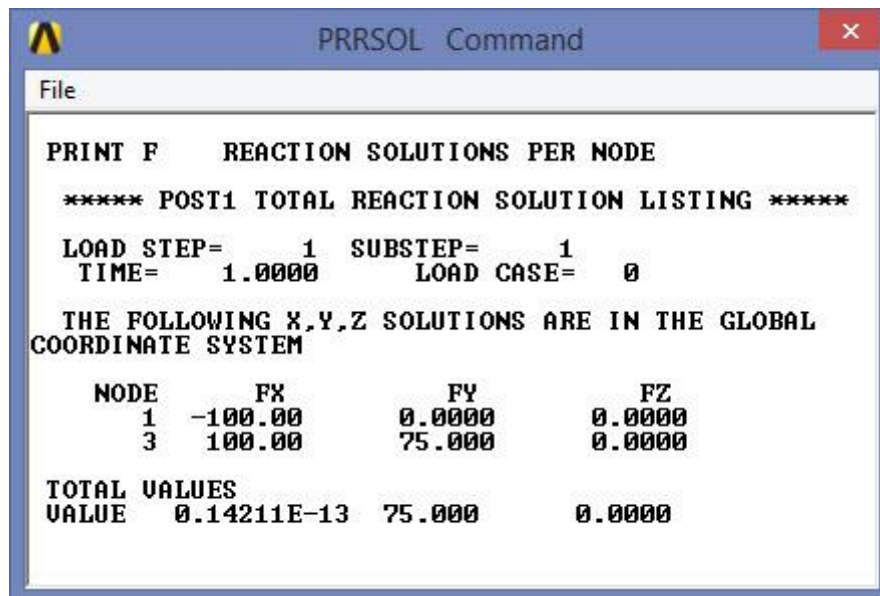 PRRSOL Command
File
PRINT F REACTION SOLUTIONS PER NODE
***** POST1 TOTAL REACTION SOLUTION LISTING *****
LOAD STEP= 1 SUBSTEP= 1
TIME= 1.0000 LOAD CASE= 0
THE FOLLOWING X,Y,Z SOLUTIONS ARE IN THE GLOBAL
COORDINATE SYSTEM
NODE FX FY FZ
1 -100.00 0.0000 0.0000
3 100.00 75.000 0.0000
TOTAL VALUES
VALUE 0.14211E-13 75.000 0.0000